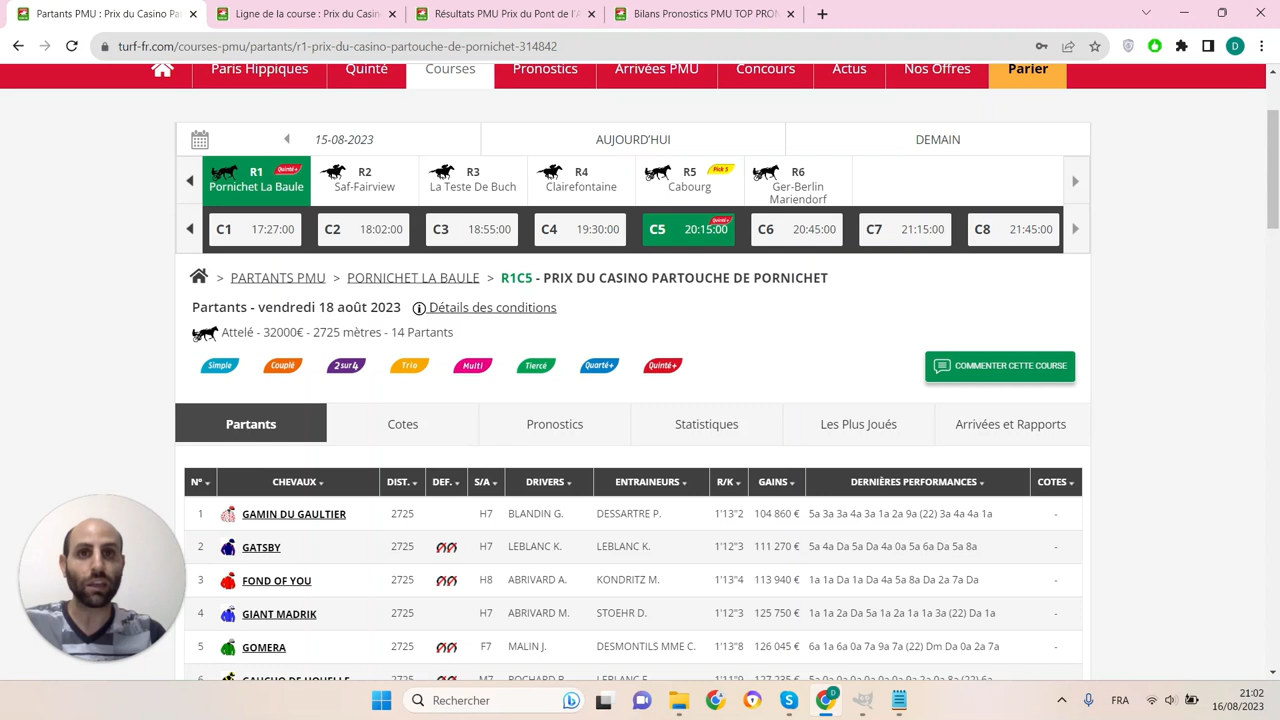 Partants PMU : Prix du Casino Pa
Ligne de la course : Prix du Casin
Résultats PMU Prix du Pont de l'A
Bilans Pronostics PMU TOP PRON
turf-fr.com/courses-pmu/partants/r1-prix-du-casino-partouche-de-pornichet-314842
D
Paris Hippiques Quinté Courses Pronostics Arrivées PMU Concours Actus Nos Offres Parier
15-08-2023 AUJOURD'HUI DEMAIN
R1 Quinté+ R2 R3 R4 R5 Pick 5 R6
Pornichet La Baule Saf-Fairview La Teste De Buch Clairefontaine Cabourg Ger-Berlin
Mariendorf
C1 17:27:00 C2 18:02:00 C3 18:55:00 C4 19:30:00 C5 20:15:00 Quinté+ C6 20:45:00 C7 21:15:00 C8 21:45:00
> PARTANTS PMU > PORNICHET LA BAULE > R1C5 - PRIX DU CASINO PARTOUCHE DE PORNICHET
Partants - vendredi 18 août 2023 Détails des conditions
Attelé - 32000€ - 2725 mètres - 14 Partants
Simple Couplé 2sur4 Trio Multi Tiercé Quarté+ Quinté+ COMMENTER CETTE COURSE
Partants Cotes Pronostics Statistiques Les Plus Joués Arrivées et Rapports
N° CHEVAUX DIST. DEF. S/A DRIVERS ENTRAINEURS R/K GAINS DERNIÈRES PERFORMANCES COTES
1 GAMIN DU GAULTIER 2725 H7 BLANDIN G. DESSARTRE P. 1'13"2 104 860 € 5a 3a 3a 4a 3a 1a 2a 9a (22) 3a 4a 4a 1a -
2 GATSBY 2725 H7 LEBLANC K. LEBLANC K. 1'12"3 111 270 € 5a 4a Da 5a Da 4a 0a 5a 6a Da 5a 8a -
3 FOND OF YOU 2725 H8 ABRIVARD A. KONDRITZ M. 1'13"4 113 940 € 1a 1a Da 1a Da 4a 5a 8a Da 2a 7a Da -
4 GIANT MADRIK 2725 H7 ABRIVARD M. STOEHR D. 1'12"3 125 750 € 1a 1a 2a Da 5a 1a 2a 1a 1a 3a (22) Da 1a -
5 GOMERA 2725 F7 MALIN J. DESMONTILS MME C. 1'13"8 126 045 € 6a 1a 6a 0a 7a 9a 7a (22) Dm Da 0a 2a 7a -
Rechercher
FRA 21:02
16/08/2023